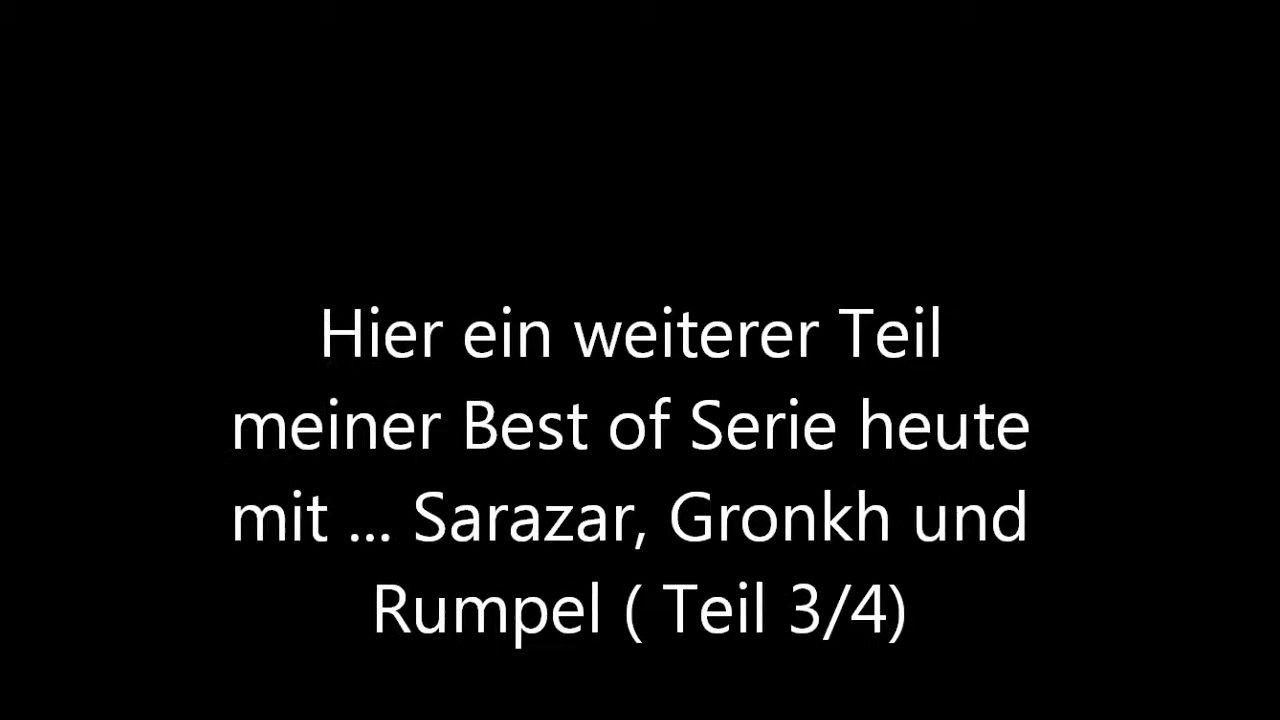 Hier ein weiterer Teil
meiner Best of Serie heute
mit ... Sarazar, Gronkh und
Rumpel ( Teil 3/4)